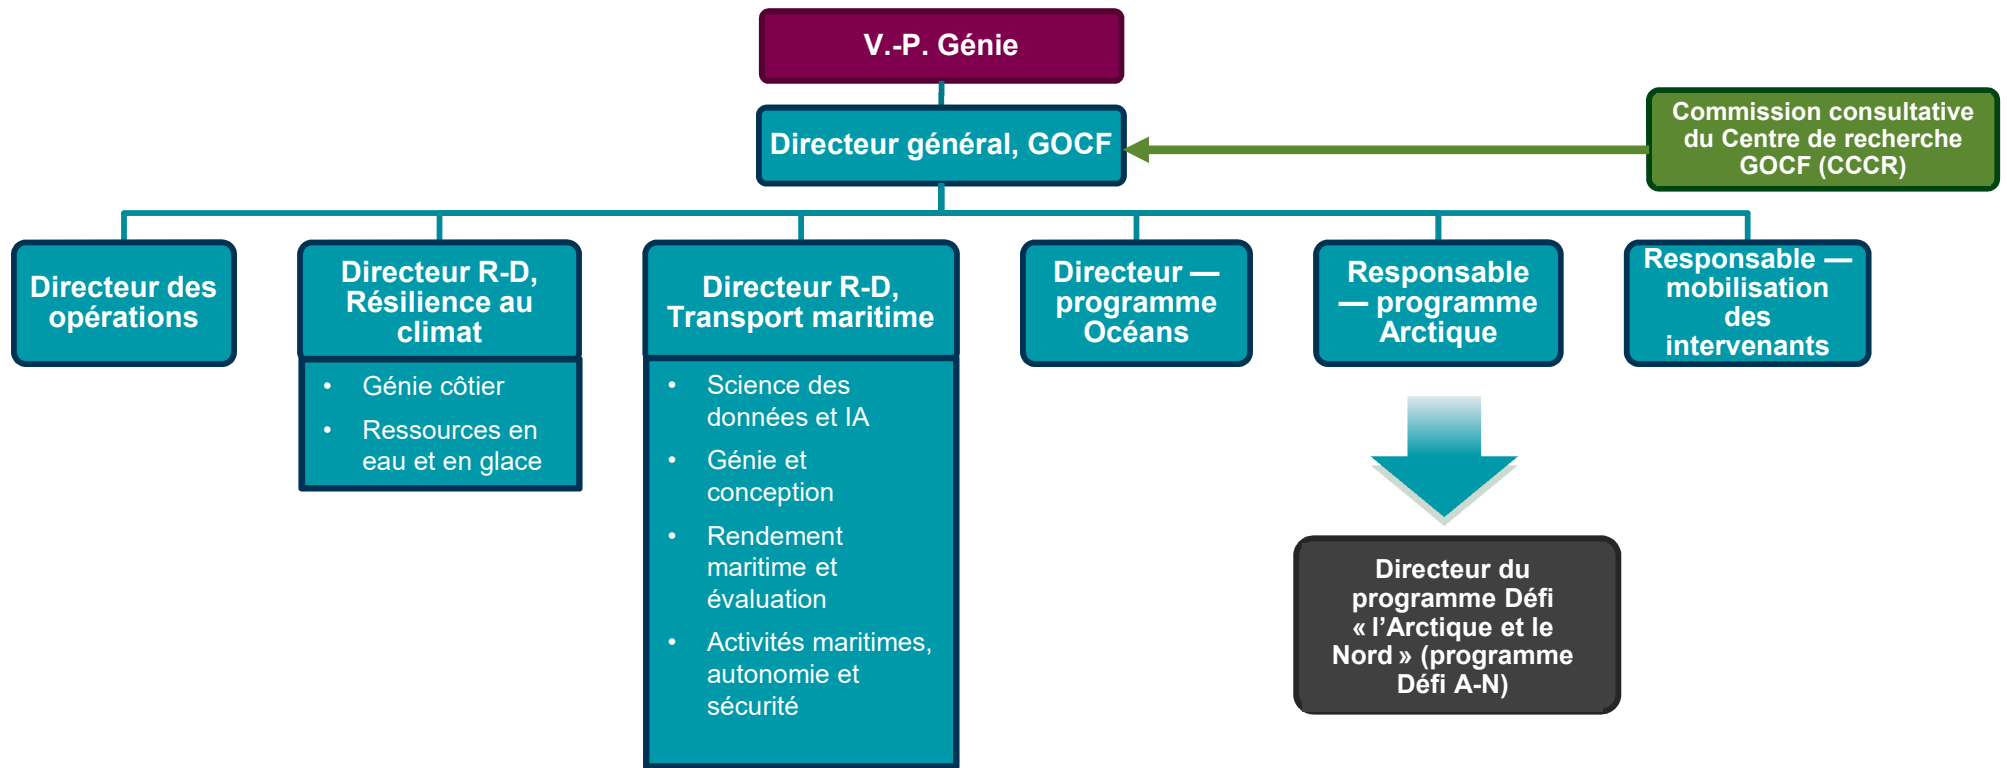 V.-P. Génie
Directeur général, GOCF
Commission consultative
du Centre de recherche
GOCF (CCCR)
Directeur des
opérations
Directeur R-D,
Résilience au
climat
• Génie côtier
• Ressources en
eau et en glace
Directeur R-D,
Transport maritime
• Science des
données et IA
• Génie et
conception
• Rendement
maritime et
évaluation
• Activités maritimes,
autonomie et
sécurité
Directeur —
programme
Océans
Responsable
— programme
Arctique
Responsable —
mobilisation
des
intervenants
Directeur du
programme Défi
« l’Arctique et le
Nord » (programme
Défi A-N)